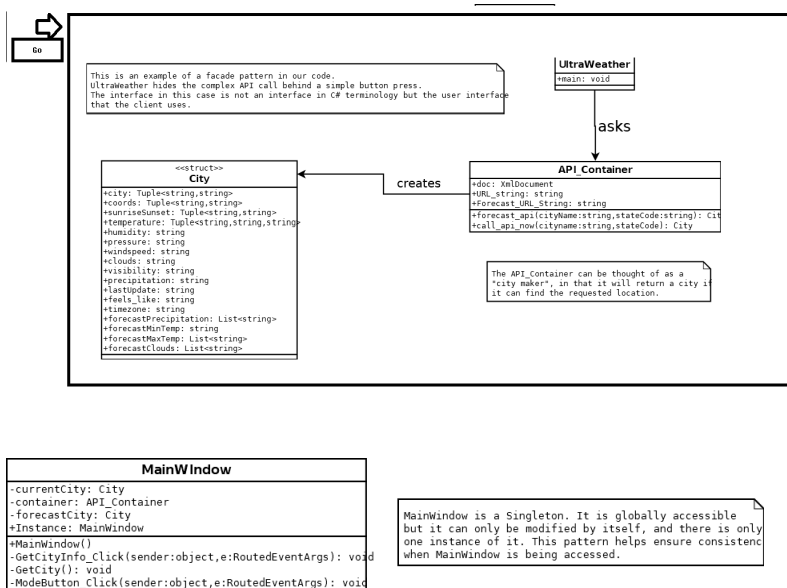 Go
This is an example of a facade pattern in our code.
UltraWeather hides the complex API call behind a simple button press.
The interface in this case is not an interface in C# terminology but the user interface
that the client uses.
UltraWeather
+main: void
asks
<<struct>>
City
+city: Tuple<string,string>
+coords: Tuple<string,string>
+sunriseSunset: Tuple<string,string>
+temperature: Tuple<string,string,string>
+humidity: string
+pressure: string
+windspeed: string
+clouds: string
+visibility: string
+precipitation: string
+lastUpdate: string
+feels_like: string
+timezone: string
+forecastPrecipitation: List<string>
+forecastMinTemp: string
+forecastMaxTemp: List<string>
+forecastClouds: List<string>
creates
API_Container
+doc: XmlDocument
+URL_string: string
+Forecast_URL_String: string
+forecast_api(cityName:string,stateCode:string): Cit
+call_api_now(cityname:string,stateCode): City
The API_Container can be thought of as a
"city maker", in that it will return a city if
it can find the requested location.
MainWIndow
-currentCity: City
-container: API_Container
-forecastCity: City
+Instance: MainWindow
+MainWindow()
-GetCityInfo_Click(sender:object,e:RoutedEventArgs): void
-GetCity(): void
-ModeButton_Click(sender:object,e:RoutedEventArgs): void
MainWindow is a Singleton. It is globally accessible
but it can only be modified by itself, and there is only
one instance of it. This pattern helps ensure consistenc
when MainWindow is being accessed.